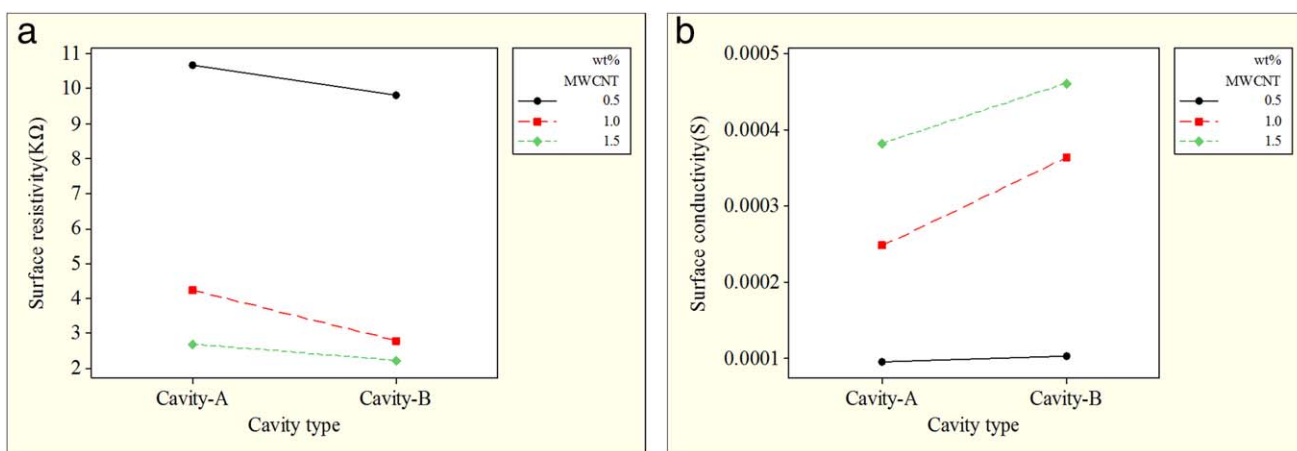 a
11
10
9
8
7
6
5
4
3
2
Surface resistivity(KΩ)
Cavity-A Cavity-B
Cavity type
wt%
MWCNT
0.5
1.0
1.5
b
0.0005
0.0004
0.0003
0.0002
0.0001
Surface conductivity(S)
Cavity-A Cavity-B
Cavity type
wt%
MWCNT
0.5
1.0
1.5